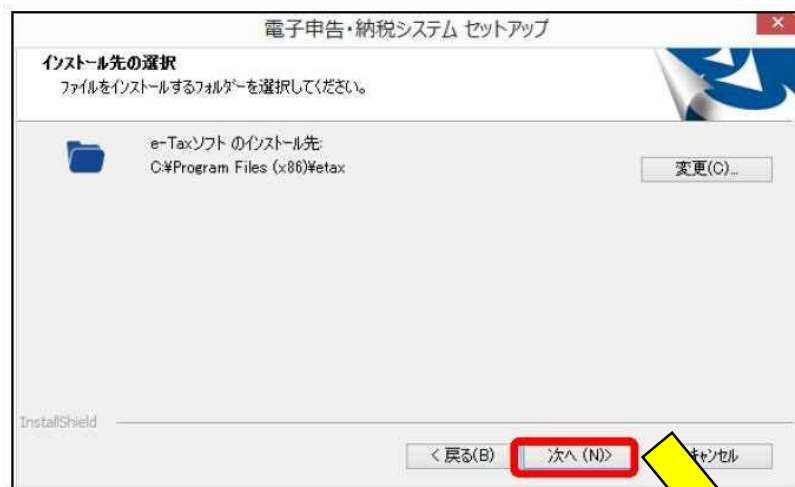 電子申告・納税システム セットアップ
インストール先の選択
ファイルをインストールするフォルダーを選択してください。
e-Taxソフト のインストール先:
C:¥Program Files (x86)¥etax
変更(C)...
InstallShield
< 戻る(B)
次へ (N)>
キャンセル